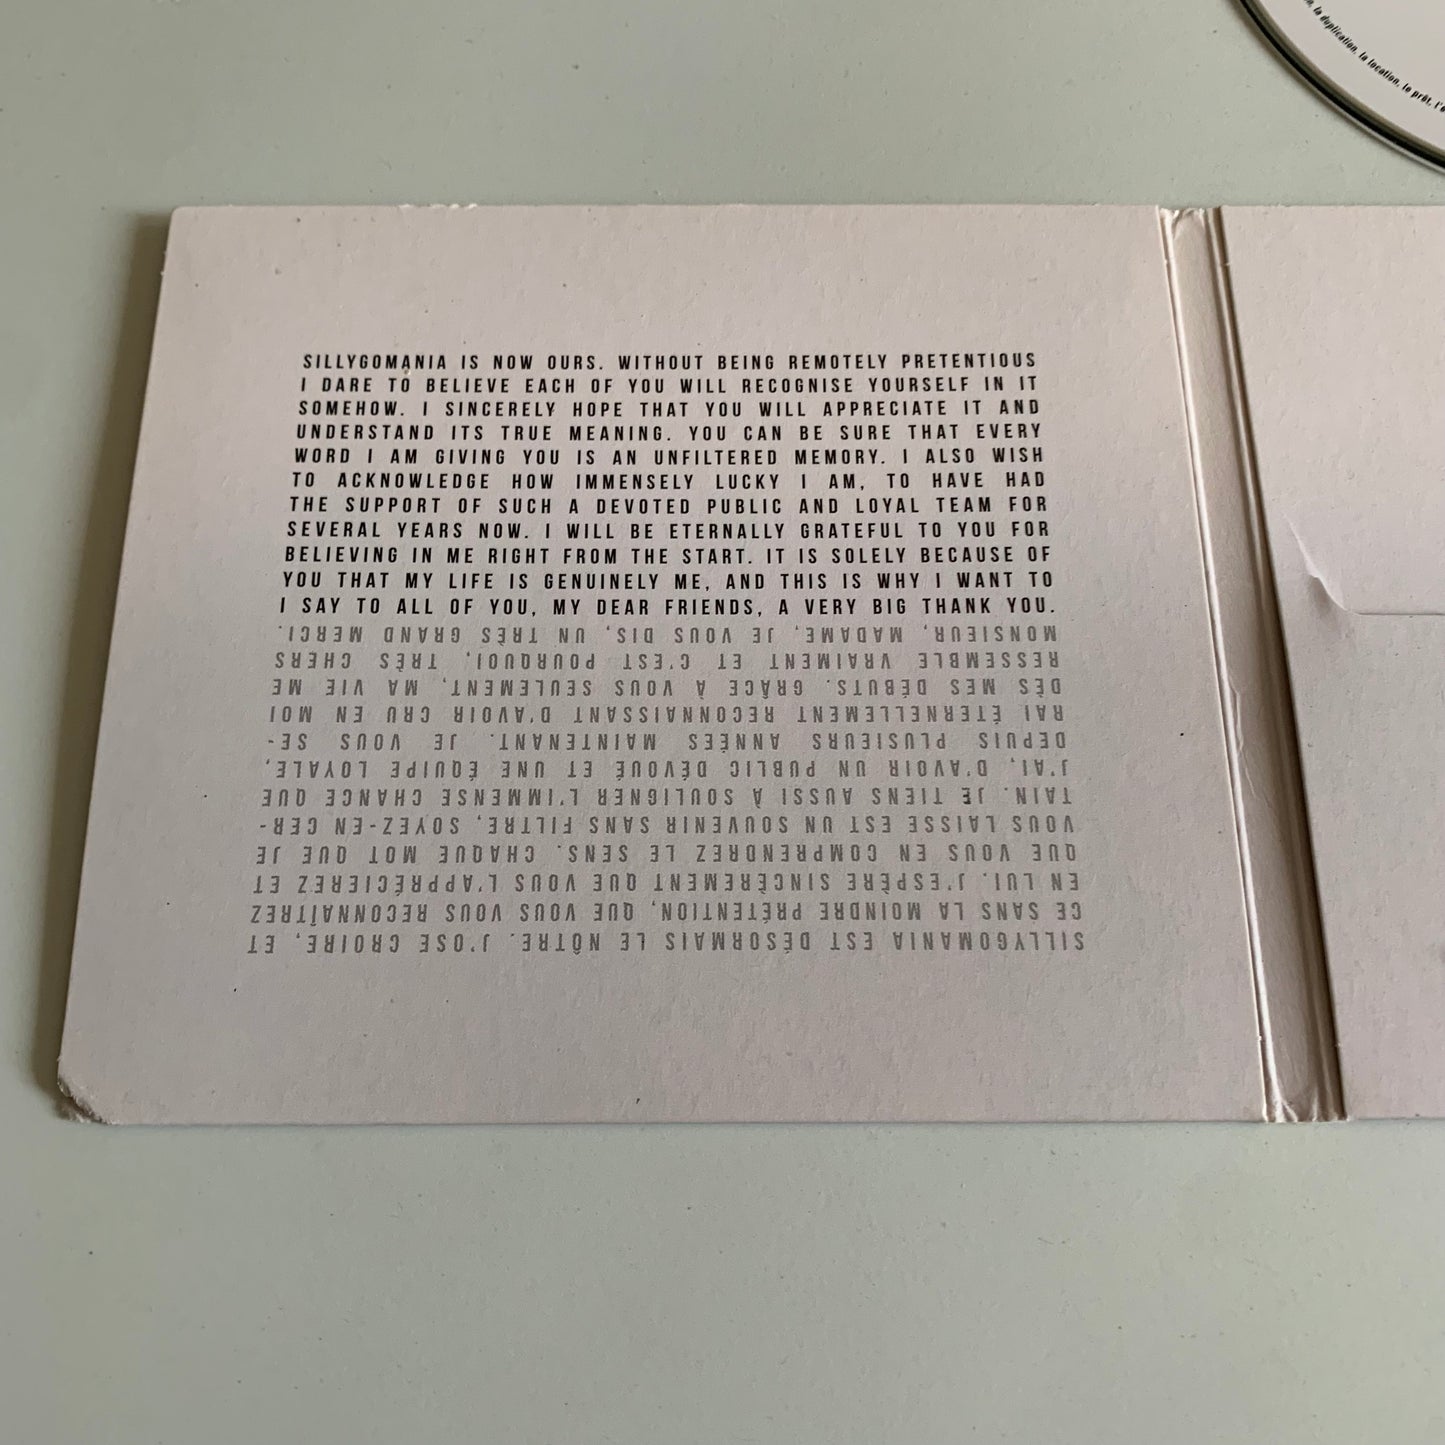 n, la duplication, la location, le prêt, l'é
SILLYGOMANIA IS NOW OURS. WITHOUT BEING REMOTELY PRETENTIOUS
I DARE TO BELIEVE EACH OF YOU WILL RECOGNISE YOURSELF IN IT
SOMEHOW. I SINCERELY HOPE THAT YOU WILL APPRECIATE IT AND
UNDERSTAND ITS TRUE MEANING. YOU CAN BE SURE THAT EVERY
WORD I AM GIVING YOU IS AN UNFILTERED MEMORY. I ALSO WISH
TO ACKNOWLEDGE HOW IMMENSELY LUCKY I AM, TO HAVE HAD
THE SUPPORT OF SUCH A DEVOTED PUBLIC AND LOYAL TEAM FOR
SEVERAL YEARS NOW. I WILL BE ETERNALLY GRATEFUL TO YOU FOR
BELIEVING IN ME RIGHT FROM THE START. IT IS SOLELY BECAUSE OF
YOU THAT MY LIFE IS GENUINELY ME, AND THIS IS WHY I WANT TO
I SAY TO ALL OF YOU, MY DEAR FRIENDS, A VERY BIG THANK YOU.
SILLYGOMANIA EST DÉSORMAIS LE NÔTRE. J'OSE CROIRE, ET
CE SANS LA MOINDRE PRÉTENTION, QUE VOUS VOUS RECONNAÎTREZ
EN LUI. J'ESPÈRE SINCÈREMENT QUE VOUS L'APPRÉCIEREZ ET
QUE VOUS EN COMPRENDREZ LE SENS. CHAQUE MOT QUE JE
VOUS LAISSE EST UN SOUVENIR SANS FILTRE, SOYEZ-EN CER-
TAIN. JE TIENS AUSSI À SOULIGNER L'IMMENSE CHANCE QUE
J'AI, D'AVOIR UN PUBLIC DÉVOUÉ ET UNE ÉQUIPE LOYALE,
DEPUIS PLUSIEURS ANNÉES MAINTENANT. JE VOUS SE-
RAI ÉTERNELLEMENT RECONNAISSANT D'AVOIR CRU EN MOI
DÈS MES DÉBUTS. GRÂCE À VOUS SEULEMENT, MA VIE ME
RESSEMBLE VRAIMENT ET C'EST POURQUOI, TRÈS CHERS
MONSIEUR, MADAME, JE VOUS DIS, UN TRÈS GRAND MERCI.